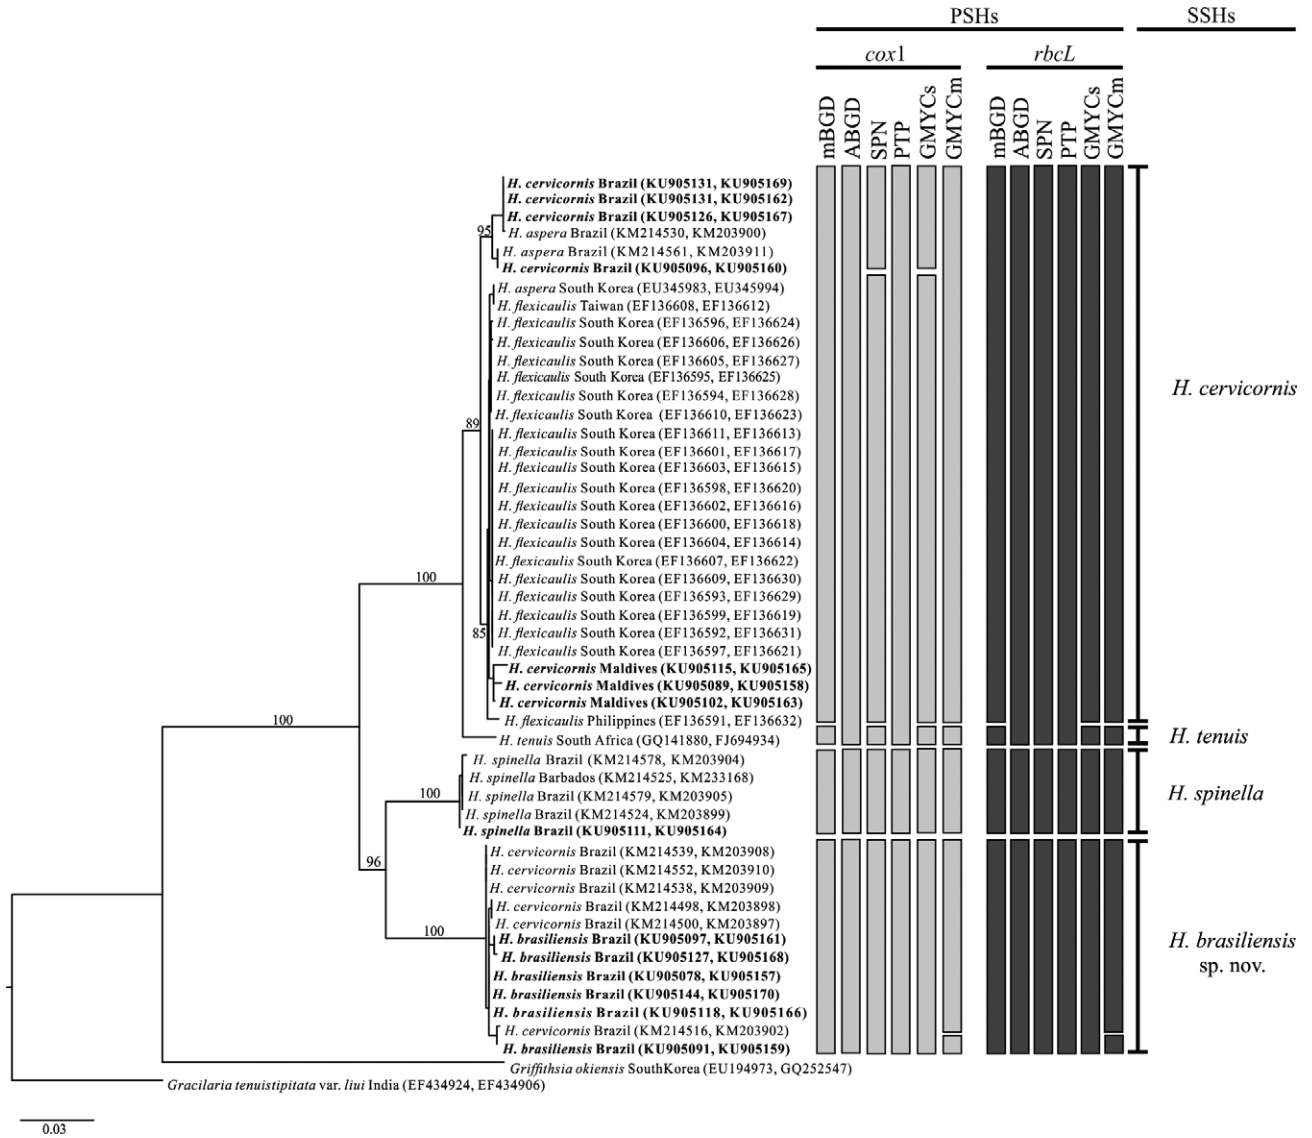 PSHs SSHs
cox1 rbcL
mBGD ABGD SPN PTP GMYCs GMYCm mBGD ABGD SPN PTP GMYCs GMYCm
H. cervicornis Brazil (KU905131, KU905169)
H. cervicornis Brazil (KU905131, KU905162)
H. cervicornis Brazil (KU905126, KU905167)
95
H. aspera Brazil (KM214530, KM203900)
H. aspera Brazil (KM214561, KM203911)
H. cervicornis Brazil (KU905096, KU905160)
H. aspera South Korea (EU345983, EU345994)
H. flexicaulis Taiwan (EF136608, EF136612)
H. flexicaulis South Korea (EF136596, EF136624)
H. flexicaulis South Korea (EF136606, EF136626)
H. flexicaulis South Korea (EF136605, EF136627)
H. flexicaulis South Korea (EF136595, EF136625)
H. cervicornis
H. flexicaulis South Korea (EF136594, EF136628)
H. flexicaulis South Korea (EF136610, EF136623)
89
H. flexicaulis South Korea (EF136611, EF136613)
H. flexicaulis South Korea (EF136601, EF136617)
H. flexicaulis South Korea (EF136603, EF136615)
H. flexicaulis South Korea (EF136598, EF136620)
H. flexicaulis South Korea (EF136602, EF136616)
H. flexicaulis South Korea (EF136600, EF136618)
H. flexicaulis South Korea (EF136604, EF136614)
H. flexicaulis South Korea (EF136607, EF136622)
100
H. flexicaulis South Korea (EF136609, EF136630)
H. flexicaulis South Korea (EF136593, EF136629)
H. flexicaulis South Korea (EF136599, EF136619)
85
H. flexicaulis South Korea (EF136592, EF136631)
H. flexicaulis South Korea (EF136597, EF136621)
H. cervicornis Maldives (KU905115, KU905165)
H. cervicornis Maldives (KU905089, KU905158)
H. cervicornis Maldives (KU905102, KU905163)
100
H. flexicaulis Philippines (EF136591, EF136632)
H. tenuis South Africa (GQ141880, FJ694934)
H. tenuis
H. spinella Brazil (KM214578, KM203904)
H. spinella Barbados (KM214525, KM233168)
100
H. spinella Brazil (KM214579, KM203905)
H. spinella
H. spinella Brazil (KM214524, KM203899)
H. spinella Brazil (KU905111, KU905164)
H. cervicornis Brazil (KM214539, KM203908)
96
H. cervicornis Brazil (KM214552, KM203910)
H. cervicornis Brazil (KM214538, KM203909)
H. cervicornis Brazil (KM214498, KM203898)
H. cervicornis Brazil (KM214500, KM203897)
100
H. brasiliensis Brazil (KU905097, KU905161)
H. brasiliensis
H. brasiliensis Brazil (KU905127, KU905168)
sp. nov.
H. brasiliensis Brazil (KU905078, KU905157)
H. brasiliensis Brazil (KU905144, KU905170)
H. brasiliensis Brazil (KU905118, KU905166)
H. cervicornis Brazil (KM214516, KM203902)
H. brasiliensis Brazil (KU905091, KU905159)
Griffithsia okiensis SouthKorea (EU194973, GQ252547)
Gracilaria tenuistipitata var. liui India (EF434924, EF434906)
0.03